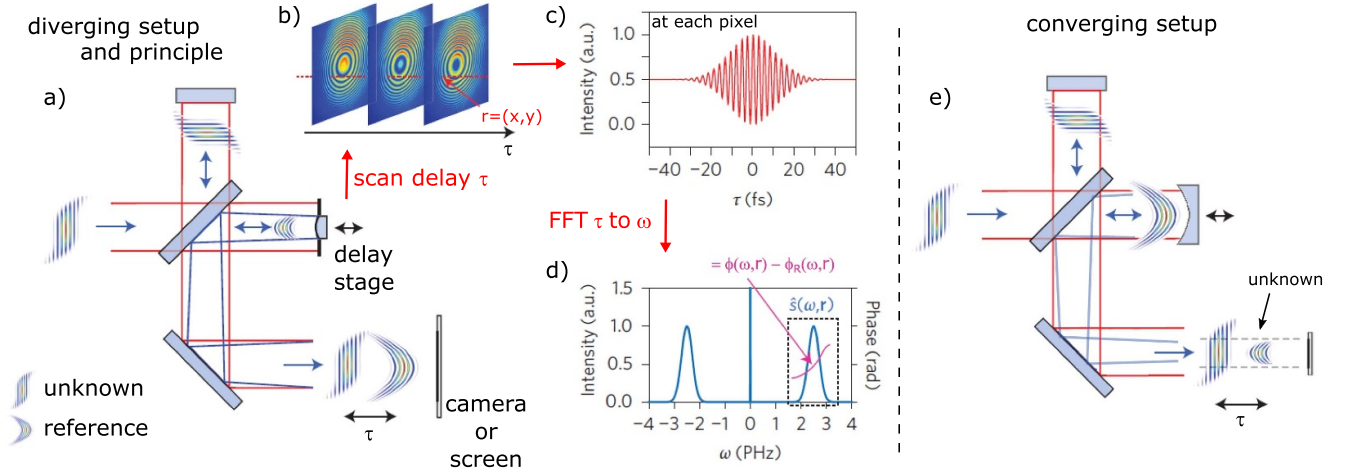 diverging setup
and principle
a)
delay
stage
unknown
reference
τ
camera
or
screen
b)
r=(x,y)
τ
scan delay τ
c)
at each pixel
Intensity (a.u.)
1.0
0.5
0.0
−40 −20 0 20 40
τ (fs)
FFT τ to ω
d)
= ϕ(ω,r) − ϕR(ω,r)
ŝ(ω,r)
Intensity (a.u.)
1.5
1.0
0.5
0.0
Phase (rad)
−4 −3 −2 −1 0 1 2 3 4
ω (PHz)
converging setup
e)
unknown
τ